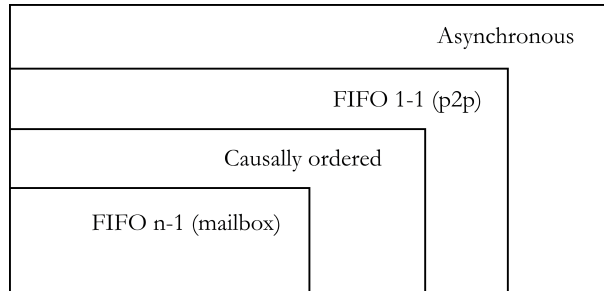 Asynchronous
FIFO 1-1 (p2p)
Causally ordered
FIFO n-1 (mailbox)